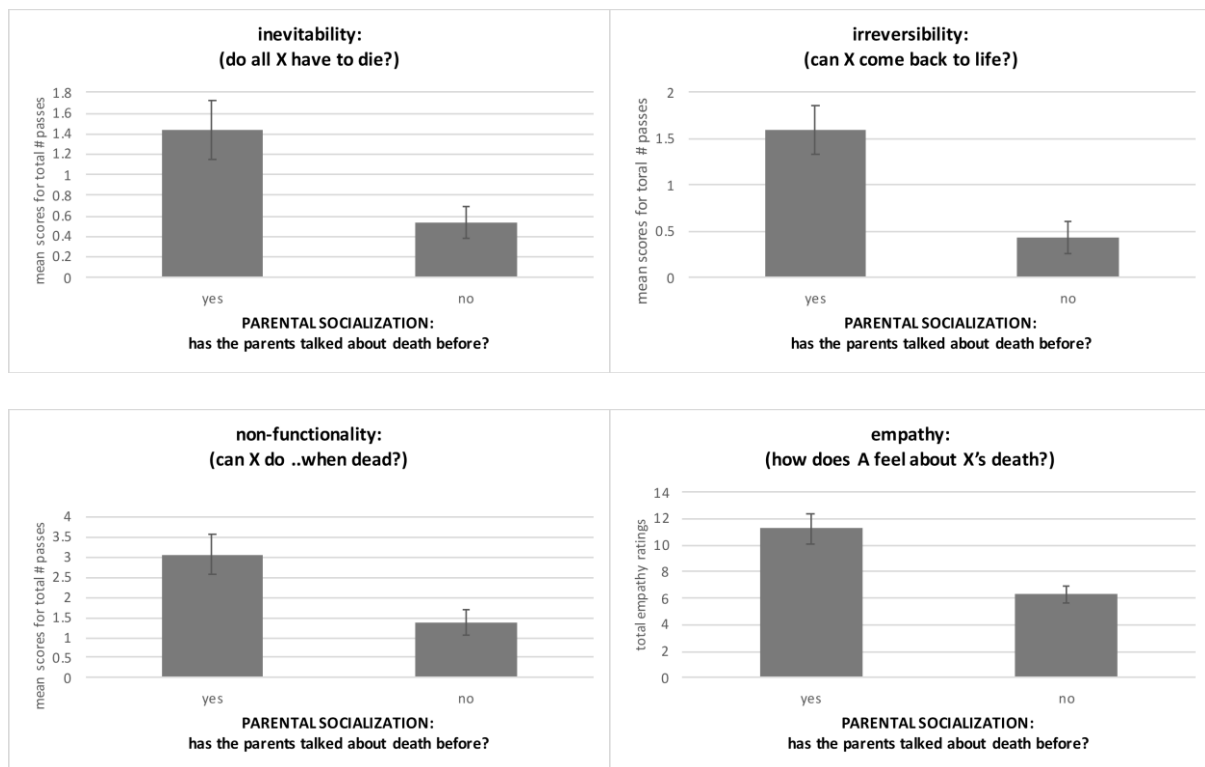 inevitability:
(do all X have to die?)
mean scores for total # passes
1.8
1.6
1.4
1.2
1
0.8
0.6
0.4
0.2
0
yes
no
PARENTAL SOCIALIZATION:
has the parents talked about death before?
irreversibility:
(can X come back to life?)
mean scores for toral # passes
2
1.5
1
0.5
0
yes
no
PARENTAL SOCIALIZATION:
has the parents talked about death before?
non-functionality:
(can X do ..when dead?)
mean scores for total # passes
4
3.5
3
2.5
2
1.5
1
0.5
0
yes
no
PARENTAL SOCIALIZATION:
has the parents talked about death before?
empathy:
(how does A feel about X’s death?)
total empathy ratings
14
12
10
8
6
4
2
0
yes
no
PARENTAL SOCIALIZATION:
has the parents talked about death before?